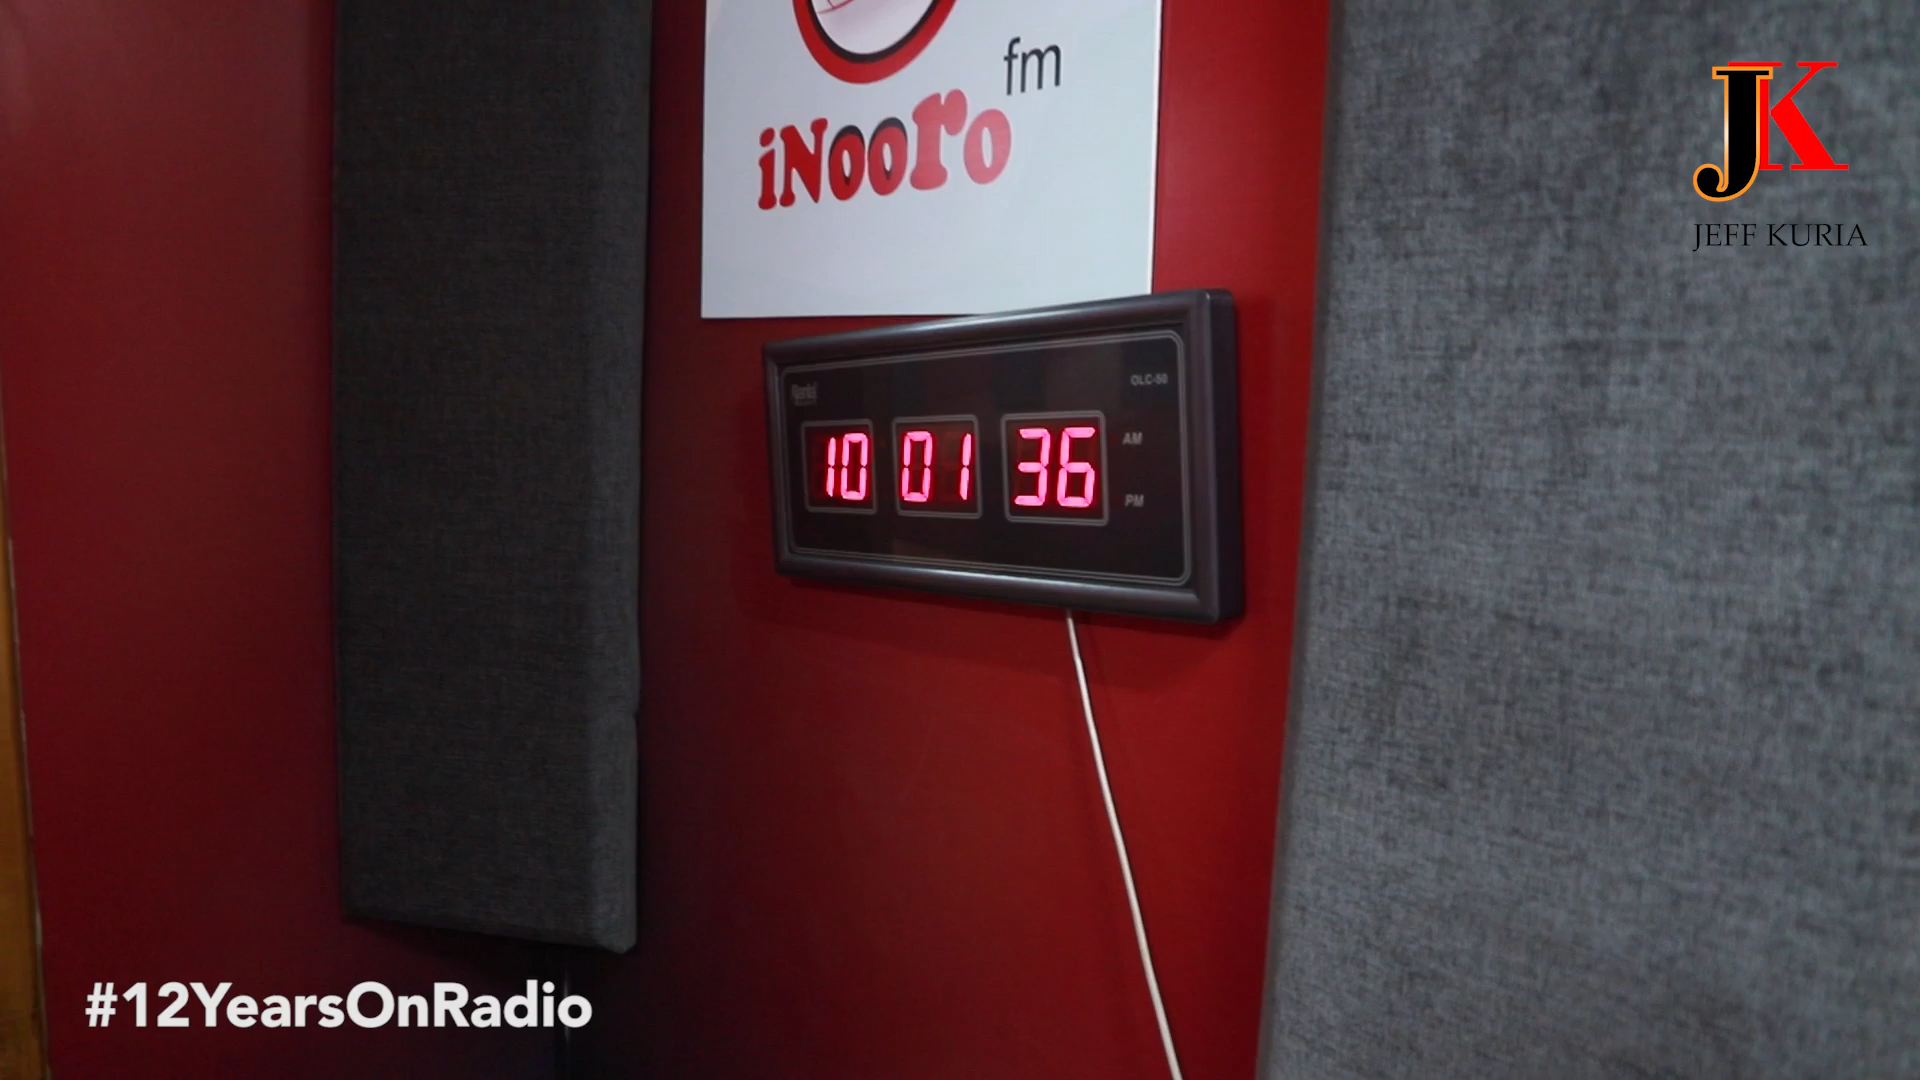 fm
iNooro
JK
JEFF KURIA
OLC-50
10 01 36
AM
PM
#12YearsOnRadio